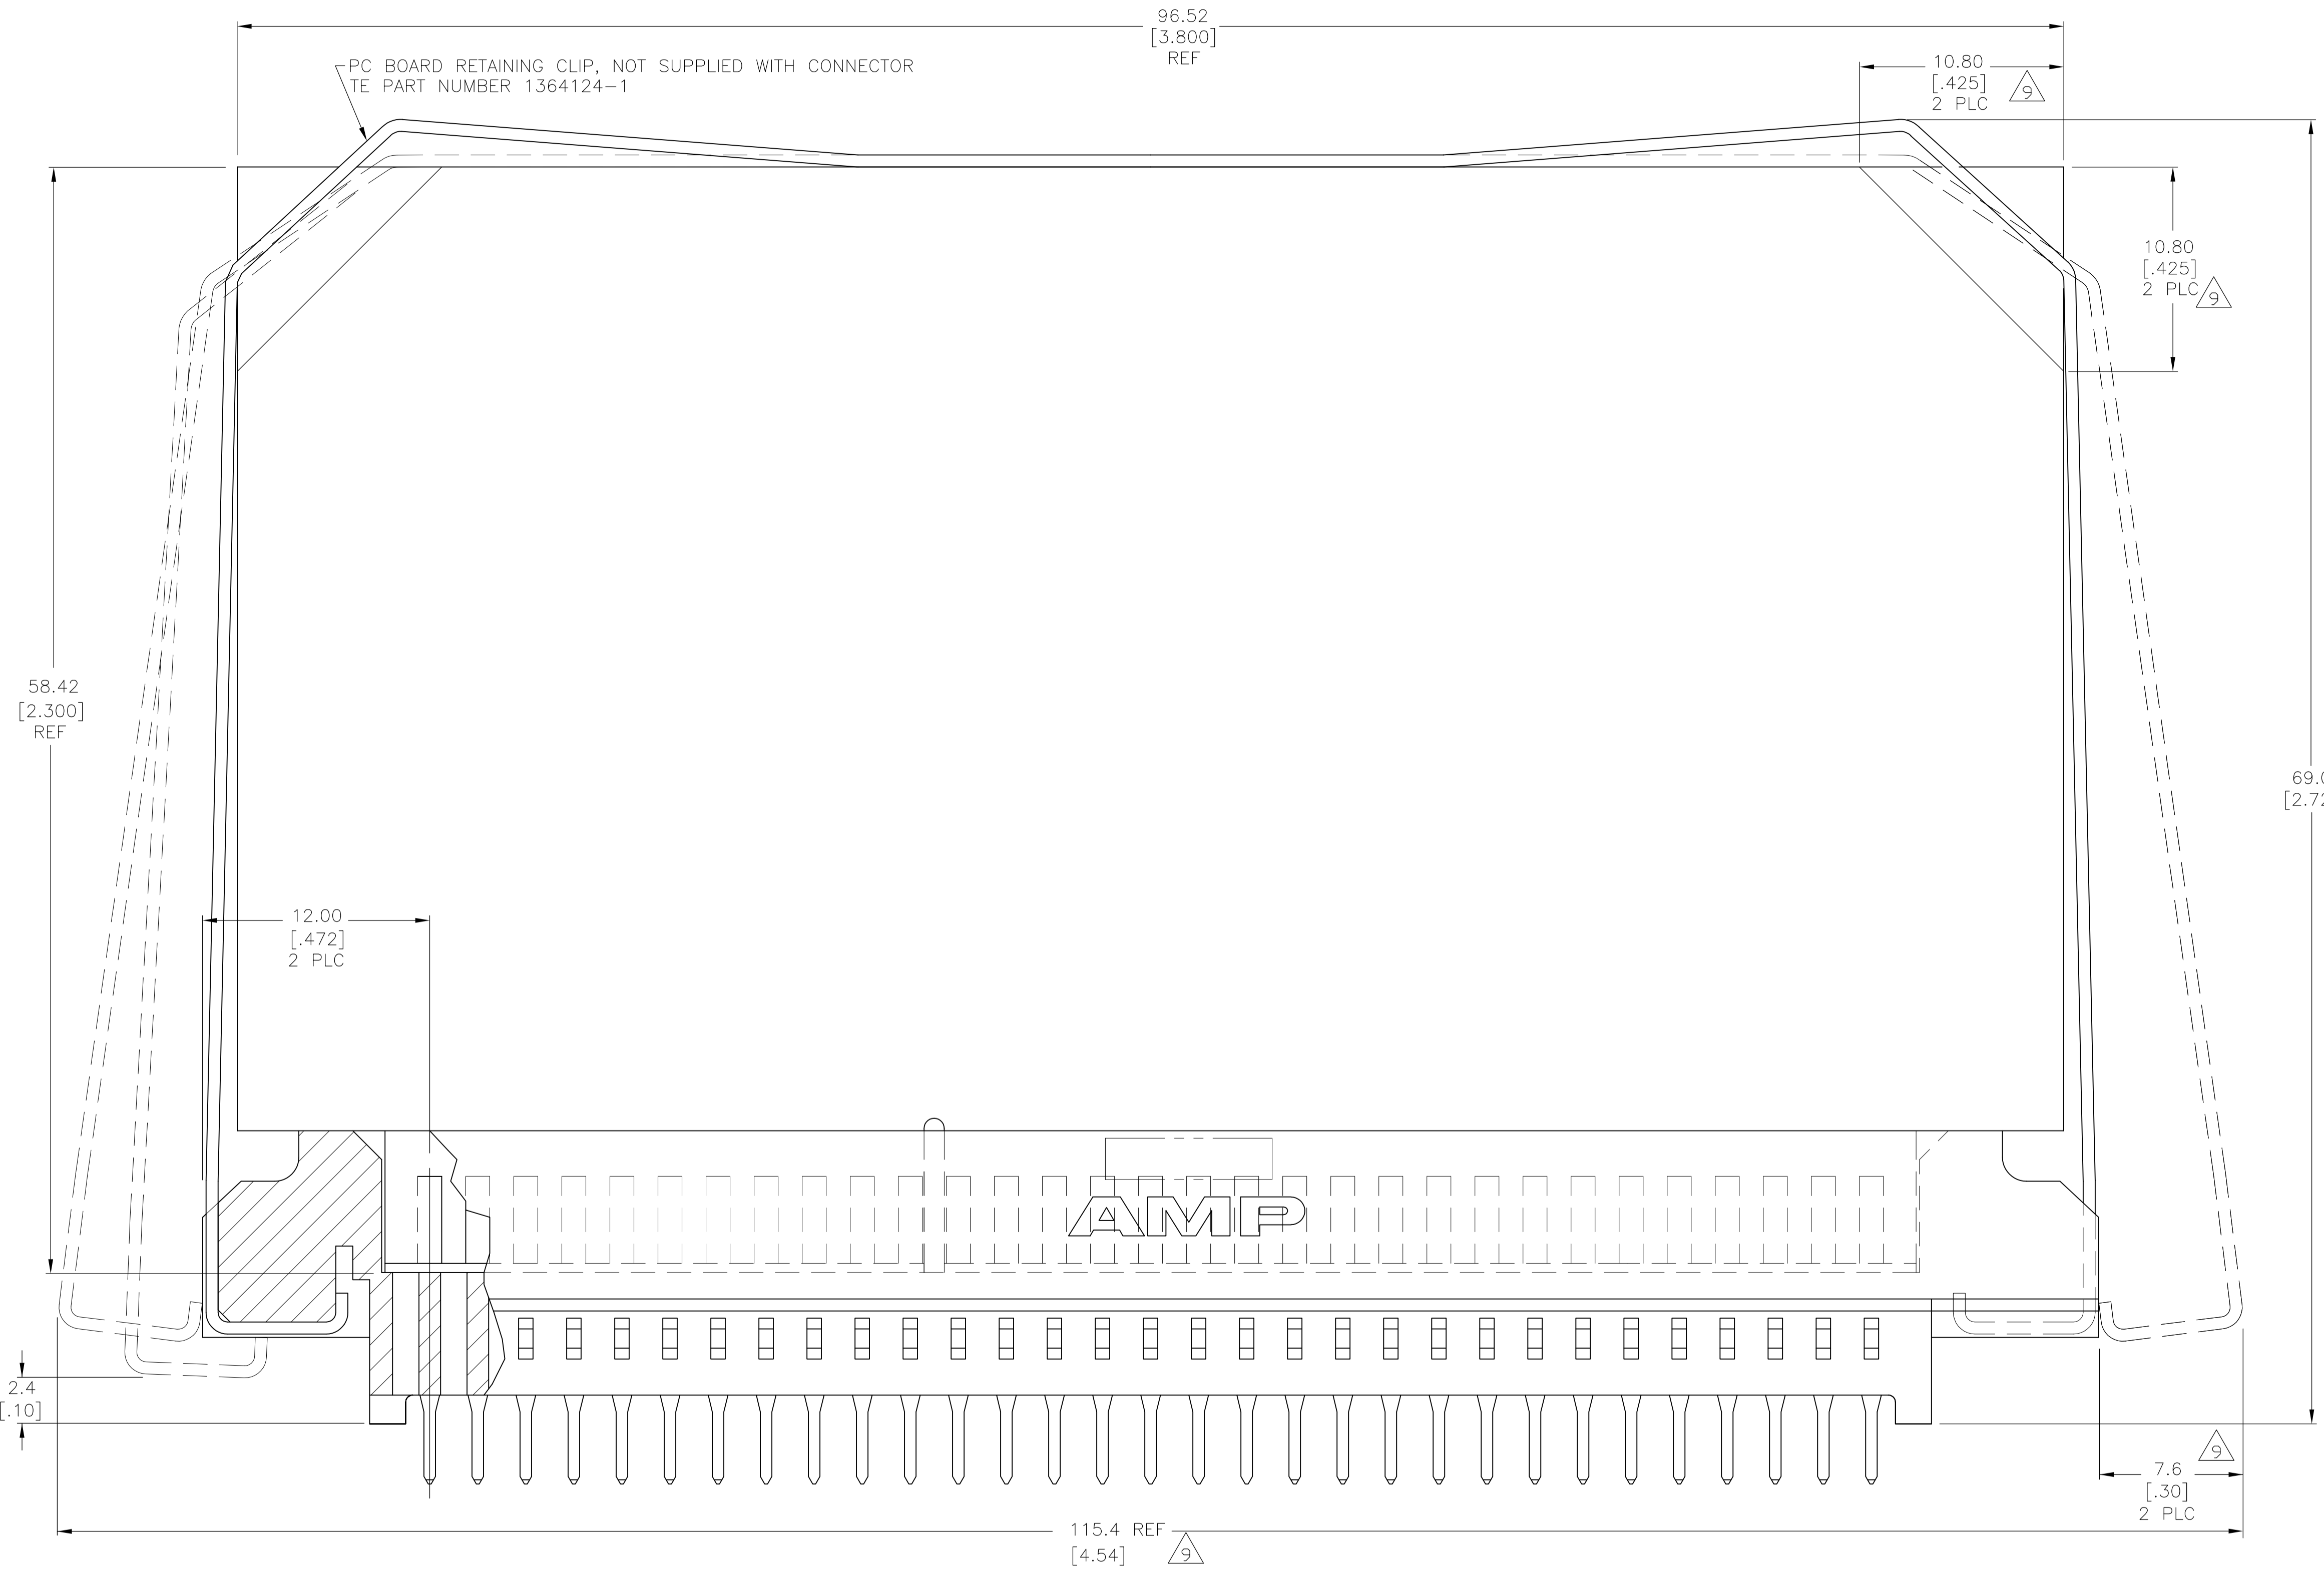 96.52
[3.800]
REF
PC BOARD RETAINING CLIP, NOT SUPPLIED WITH CONNECTOR
TE PART NUMBER 1364124-1
10.80
[.425]
2 PLC
9
10.80
[.425]
2 PLC
9
58.42
[2.300]
REF
12.00
[.472]
2 PLC
AMP
2.4
[.10]
7.6
[.30]
2 PLC
9
115.4 REF
[4.54]
9